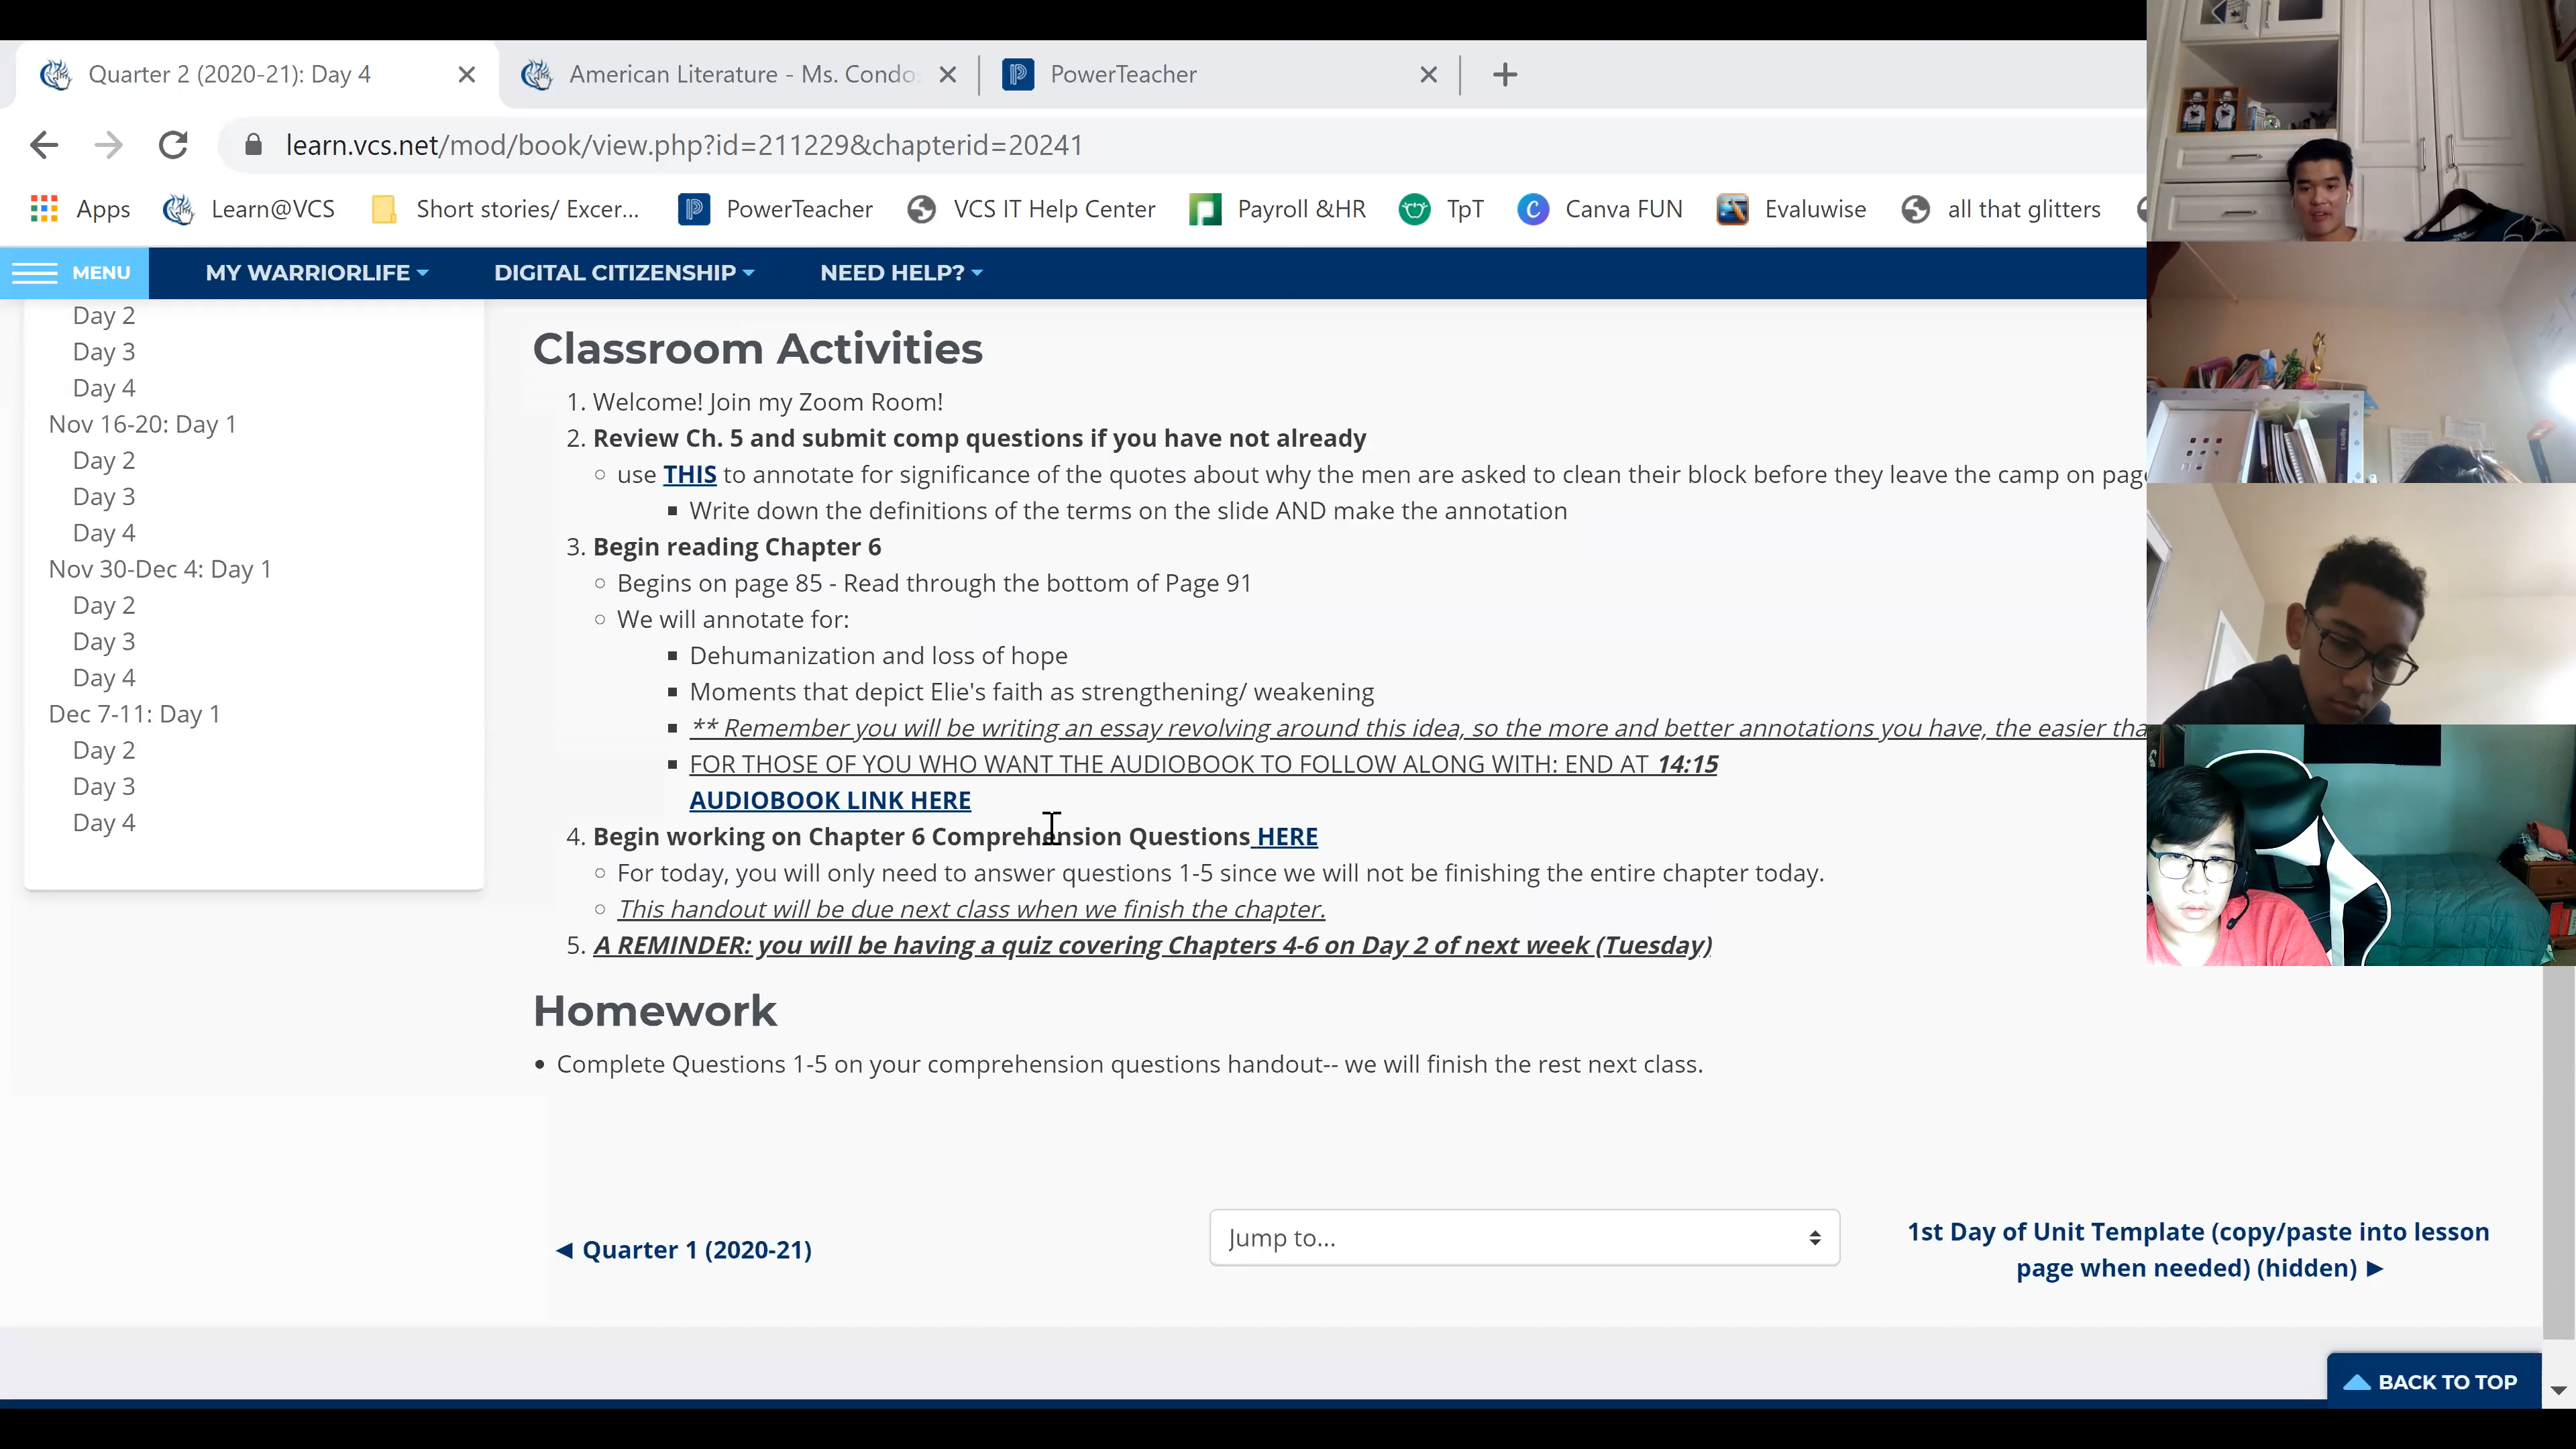 Quarter 2 (2020-21): Day 4
American Literature - Ms. Condo
PowerTeacher
learn.vcs.net/mod/book/view.php?id=211229&chapterid=20241
Apps Learn@VCS Short stories/ Excer... PowerTeacher VCS IT Help Center Payroll &HR TpT Canva FUN Evaluwise all that glitters
MENU MY WARRIORLIFE DIGITAL CITIZENSHIP NEED HELP?
Day 2
Day 3
Day 4
Nov 16-20: Day 1
Day 2
Day 3
Day 4
Nov 30-Dec 4: Day 1
Day 2
Day 3
Day 4
Dec 7-11: Day 1
Day 2
Day 3
Day 4
Classroom Activities
1. Welcome! Join my Zoom Room!
2. Review Ch. 5 and submit comp questions if you have not already
use THIS to annotate for significance of the quotes about why the men are asked to clean their block before they leave the camp on
Write down the definitions of the terms on the slide AND make the annotation
3. Begin reading Chapter 6
Begins on page 85 - Read through the bottom of Page 91
We will annotate for:
Dehumanization and loss of hope
Moments that depict Elie's faith as strengthening/ weakening
** Remember you will be writing an essay revolving around this idea, so the more and better annotations you have, the easier
FOR THOSE OF YOU WHO WANT THE AUDIOBOOK TO FOLLOW ALONG WITH: END AT 14:15
AUDIOBOOK LINK HERE
4. Begin working on Chapter 6 Comprehension Questions HERE
For today, you will only need to answer questions 1-5 since we will not be finishing the entire chapter today.
This handout will be due next class when we finish the chapter.
5. A REMINDER: you will be having a quiz covering Chapters 4-6 on Day 2 of next week (Tuesday)
Homework
Complete Questions 1-5 on your comprehension questions handout-- we will finish the rest next class.
◄ Quarter 1 (2020-21)
Jump to...
1st Day of Unit Template (copy/paste into lesson
page when needed) (hidden) ►
BACK TO TOP